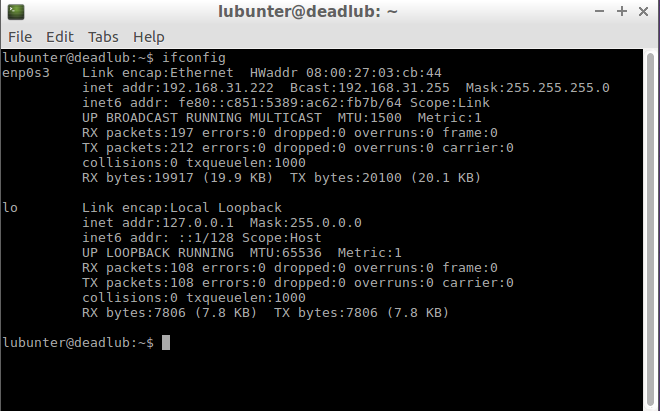 lubunter@deadlub: ~
File Edit Tabs Help
lubunter@deadlub:~$ ifconfig
enp0s3    Link encap:Ethernet  HWaddr 08:00:27:03:cb:44
          inet addr:192.168.31.222  Bcast:192.168.31.255  Mask:255.255.255.0
          inet6 addr: fe80::c851:5389:ac62:fb7b/64 Scope:Link
          UP BROADCAST RUNNING MULTICAST  MTU:1500  Metric:1
          RX packets:197 errors:0 dropped:0 overruns:0 frame:0
          TX packets:212 errors:0 dropped:0 overruns:0 carrier:0
          collisions:0 txqueuelen:1000
          RX bytes:19917 (19.9 KB)  TX bytes:20100 (20.1 KB)
lo        Link encap:Local Loopback
          inet addr:127.0.0.1  Mask:255.0.0.0
          inet6 addr: ::1/128 Scope:Host
          UP LOOPBACK RUNNING  MTU:65536  Metric:1
          RX packets:108 errors:0 dropped:0 overruns:0 frame:0
          TX packets:108 errors:0 dropped:0 overruns:0 carrier:0
          collisions:0 txqueuelen:1000
          RX bytes:7806 (7.8 KB)  TX bytes:7806 (7.8 KB)
lubunter@deadlub:~$